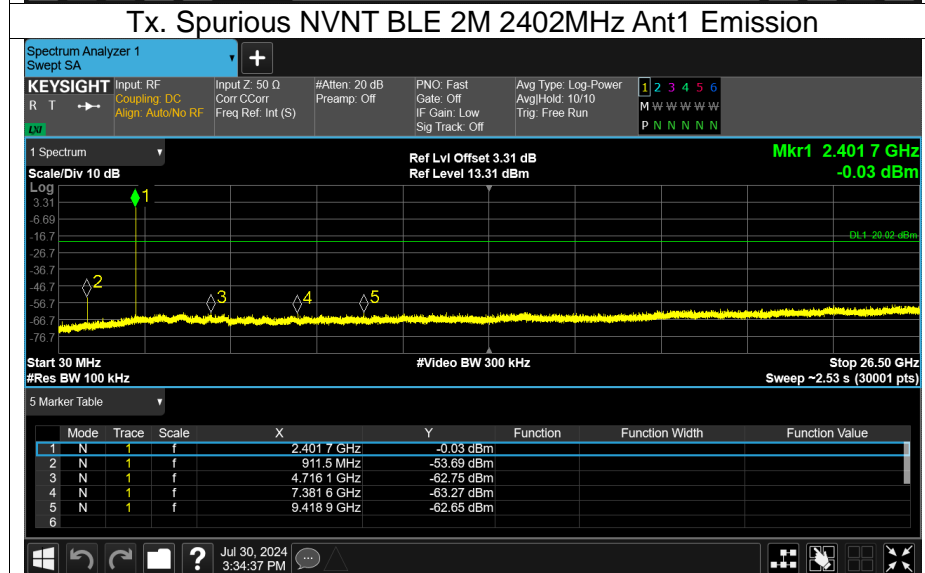 Tx. Spurious NVNT BLE 2M 2402MHz Ant1 Emission
Spectrum Analyzer 1
Swept SA
+
KEYSIGHT Input: RF Input Z: 50 Ω #Atten: 20 dB PNO: Fast Avg Type: Log-Power 1 2 3 4 5 6
R T Coupling: DC Corr CCorr Preamp: Off Gate: Off Avg|Hold: 10/10 M W W W W W
Align: Auto/No RF Freq Ref: Int (S) IF Gain: Low Trig: Free Run
LXI Sig Track: Off P N N N N N
1 Spectrum Ref Lvl Offset 3.31 dB Mkr1 2.401 7 GHz
Scale/Div 10 dB Ref Level 13.31 dBm -0.03 dBm
Log
1
3.31
-6.69
-16.7
DL1 -20.02 dBm
-26.7
-36.7
2
-46.7
3 4 5
-56.7
-66.7
-76.7
Start 30 MHz #Video BW 300 kHz Stop 26.50 GHz
#Res BW 100 kHz Sweep ~2.53 s (30001 pts)
5 Marker Table
Mode Trace Scale X Y Function Function Width Function Value
1 N 1 f 2.401 7 GHz -0.03 dBm
2 N 1 f 911.5 MHz -53.69 dBm
3 N 1 f 4.716 1 GHz -62.75 dBm
4 N 1 f 7.381 6 GHz -63.27 dBm
5 N 1 f 9.418 9 GHz -62.65 dBm
6
? Jul 30, 2024
3:34:37 PM